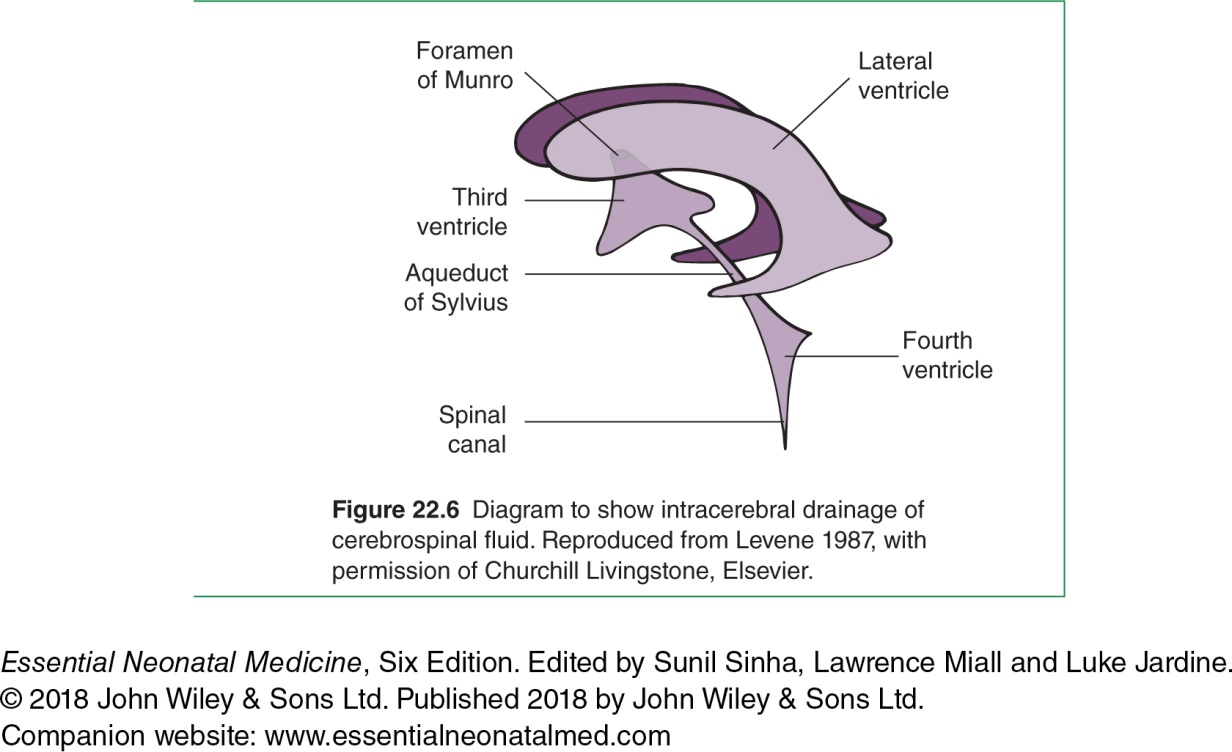 Foramen
of Munro
Lateral
ventricle
Third
ventricle
Aqueduct
of Sylvius
Fourth
ventricle
Spinal
canal
Figure 22.6 Diagram to show intracerebral drainage of
cerebrospinal fluid. Reproduced from Levene 1987, with
permission of Churchill Livingstone, Elsevier.
Essential Neonatal Medicine, Six Edition. Edited by Sunil Sinha, Lawrence Miall and Luke Jardine.
© 2018 John Wiley & Sons Ltd. Published 2018 by John Wiley & Sons Ltd.
Companion website: www.essentialneonatalmed.com